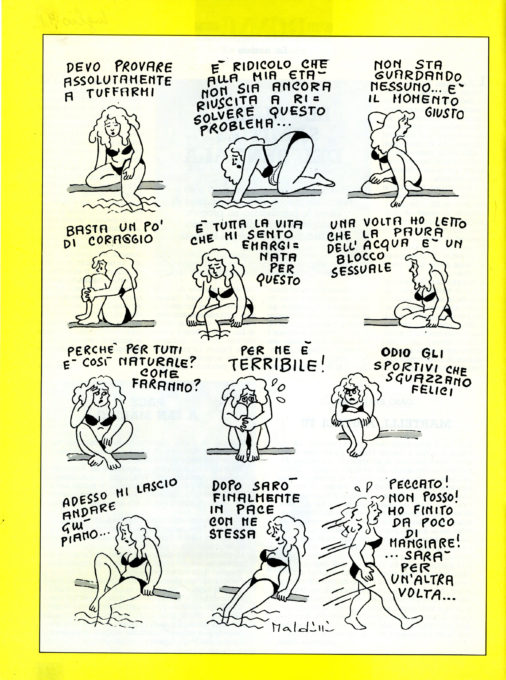 DEVO PROVARE
ASSOLUTAMENTE
A TUFFARMI
E' RIDICOLO CHE
ALLA MIA ETA'
NON SIA ANCORA
RIUSCITA A RI=
SOLVERE QUESTO
PROBLEMA...
NON STA
GUARDANDO
NESSUNO... E'
IL MOMENTO
GIUSTO
BASTA UN PO'
DI CORAGGIO
E' TUTTA LA VITA
CHE MI SENTO
EMARGI=
NATA
PER
QUESTO
UNA VOLTA HO LETTO
CHE LA PAURA
DELL'ACQUA E' UN
BLOCCO
SESSUALE
PERCHE' PER TUTTI
E' COSI' NATURALE?
COME
FARANNO?
PER ME E'
TERRIBILE!
ODIO GLI
SPORTIVI CHE
SGUAZZANO
FELICI
ADESSO MI LASCIO
ANDARE
GIU'
PIANO...
DOPO SARO'
FINALMENTE
IN PACE
CON ME
STESSA
PECCATO!
NON POSSO!
HO FINITO
DA POCO
DI
MANGIARE!
...SARA'
PER
UN'ALTRA
VOLTA...